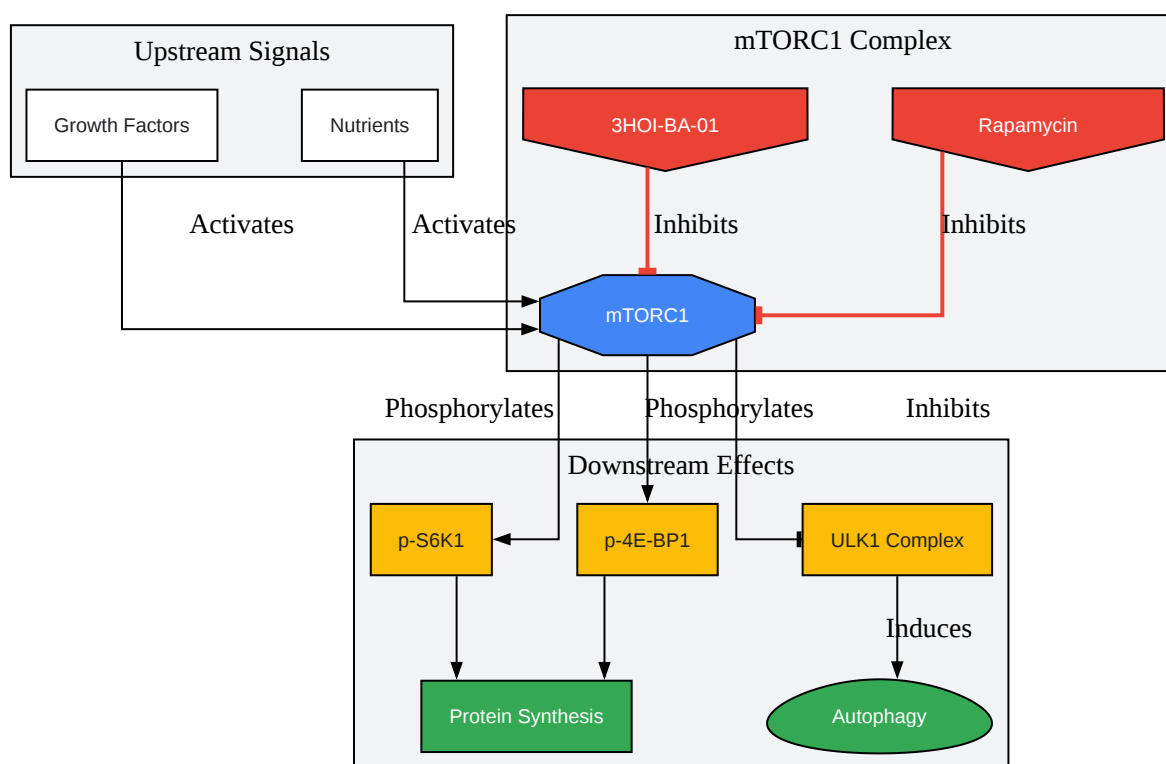 Upstream Signals
mTORC1 Complex
Growth Factors
Nutrients
3HOI-BA-01
Rapamycin
Activates
Activates
Inhibits
Inhibits
mTORC1
Phosphorylates
Phosphorylates
Inhibits
Downstream Effects
p-S6K1
p-4E-BP1
ULK1 Complex
Induces
Protein Synthesis
Autophagy